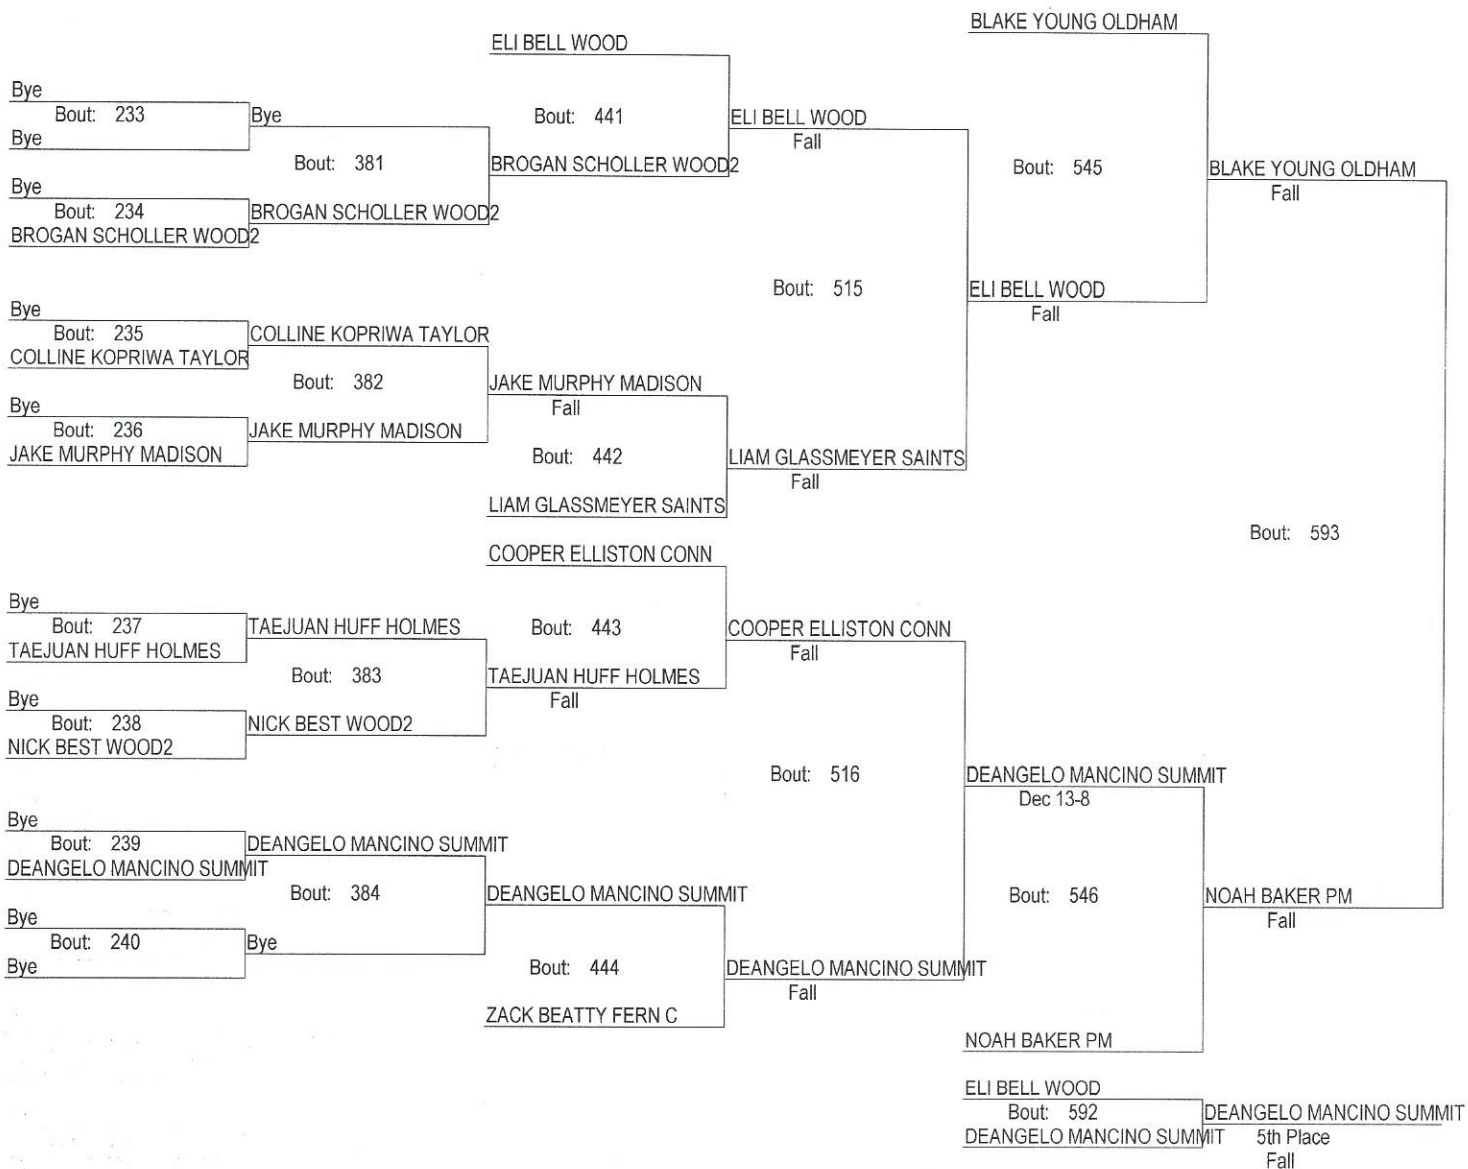 BLAKE YOUNG OLDHAM
ELI BELL WOOD
Bye
Bout: 233
Bye
Bout: 441
ELI BELL WOOD
Fall
Bye
Bout: 381
BROGAN SCHOLLER WOOD2
Bout: 545
BLAKE YOUNG OLDHAM
Fall
Bye
Bout: 234
BROGAN SCHOLLER WOOD2
BROGAN SCHOLLER WOOD2
Bout: 515
ELI BELL WOOD
Fall
Bye
Bout: 235
COLLINE KOPRIWA TAYLOR
COLLINE KOPRIWA TAYLOR
Bout: 382
JAKE MURPHY MADISON
Fall
Bye
Bout: 236
JAKE MURPHY MADISON
JAKE MURPHY MADISON
Bout: 442
LIAM GLASSMEYER SAINTS
Fall
LIAM GLASSMEYER SAINTS
Bout: 593
COOPER ELLISTON CONN
Bye
Bout: 237
TAEJUAN HUFF HOLMES
Bout: 443
COOPER ELLISTON CONN
Fall
TAEJUAN HUFF HOLMES
Bout: 383
TAEJUAN HUFF HOLMES
Fall
Bye
Bout: 238
NICK BEST WOOD2
NICK BEST WOOD2
Bout: 516
DEANGELO MANCINO SUMMIT
Dec 13-8
Bye
Bout: 239
DEANGELO MANCINO SUMMIT
DEANGELO MANCINO SUMMIT
Bout: 384
DEANGELO MANCINO SUMMIT
Bout: 546
NOAH BAKER PM
Fall
Bye
Bout: 240
Bye
Bye
Bout: 444
DEANGELO MANCINO SUMMIT
Fall
ZACK BEATTY FERN C
NOAH BAKER PM
ELI BELL WOOD
Bout: 592
DEANGELO MANCINO SUMMIT
DEANGELO MANCINO SUMMIT
5th Place
Fall